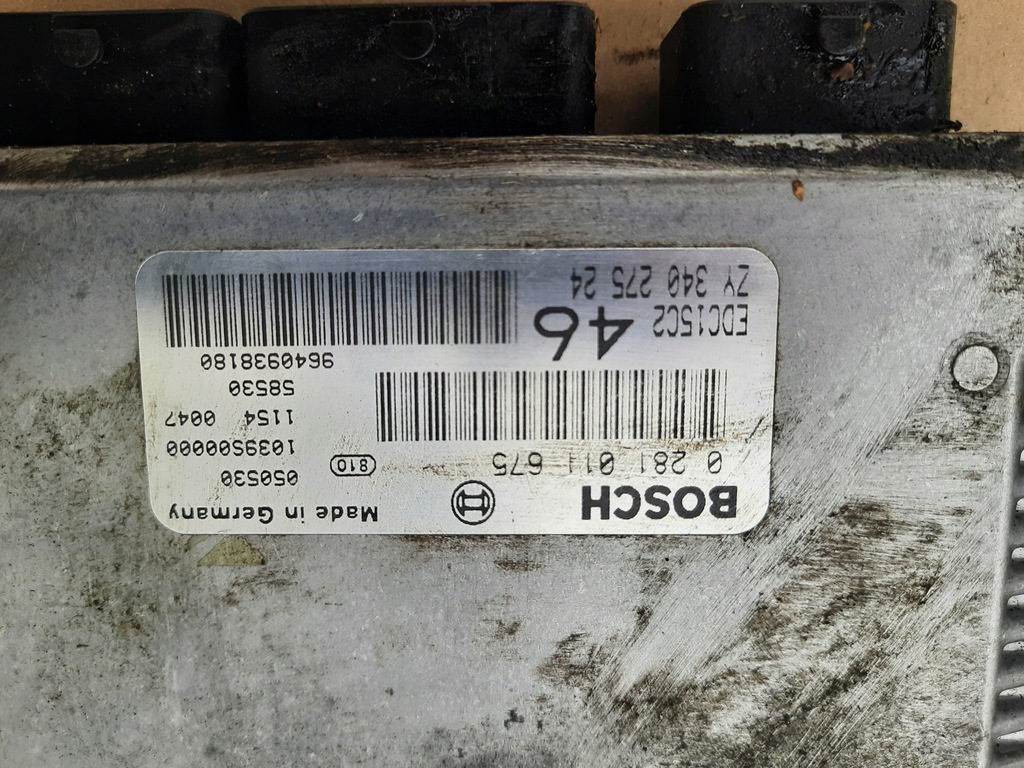 BOSCH
Made in Germany
0 281 011 675
810
050530
1039S00000
1154 0047
58530
9640938180
EDC15C2
46
ZY 340 275 24